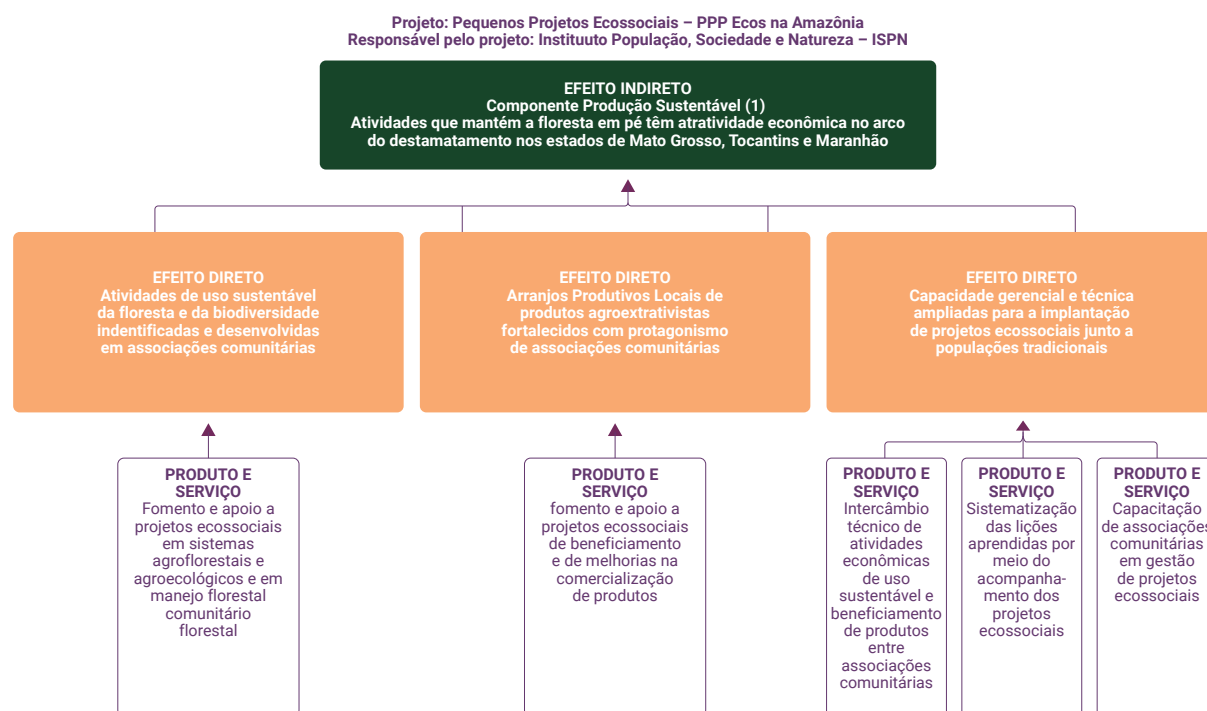 Projeto: Pequenos Projetos Ecossociais – PPP Ecos na Amazônia
Responsável pelo projeto: Instituuto População, Sociedade e Natureza – ISPN
EFEITO INDIRETO
Componente Produção Sustentável (1)
Atividades que mantém a floresta em pé têm atratividade econômica no arco
do destamatamento nos estados de Mato Grosso, Tocantins e Maranhão
EFEITO DIRETO
Atividades de uso sustentável
da floresta e da biodiversidade
indentificadas e desenvolvidas
em associações comunitárias
EFEITO DIRETO
Arranjos Produtivos Locais de
produtos agroextrativistas
fortalecidos com protagonismo
de associações comunitárias
EFEITO DIRETO
Capacidade gerencial e técnica
ampliadas para a implantação
de projetos ecossociais junto a
populações tradicionais
PRODUTO E
SERVIÇO
Fomento e apoio a
projetos ecossociais
em sistemas
agroflorestais e
agroecológicos e em
manejo florestal
comunitário
florestal
PRODUTO E
SERVIÇO
fomento e apoio a
projetos ecossociais
de beneficiamento
e de melhorias na
comercialização
de produtos
PRODUTO E
SERVIÇO
Intercâmbio
técnico de
atividades
econômicas
de uso
sustentável e
beneficiamento
de produtos
entre
associações
comunitárias
PRODUTO E
SERVIÇO
Sistematização
das lições
aprendidas por
meio do
acompanha-
mento dos
projetos
ecossociais
PRODUTO E
SERVIÇO
Capacitação
de associações
comunitárias
em gestão
de projetos
ecossociais